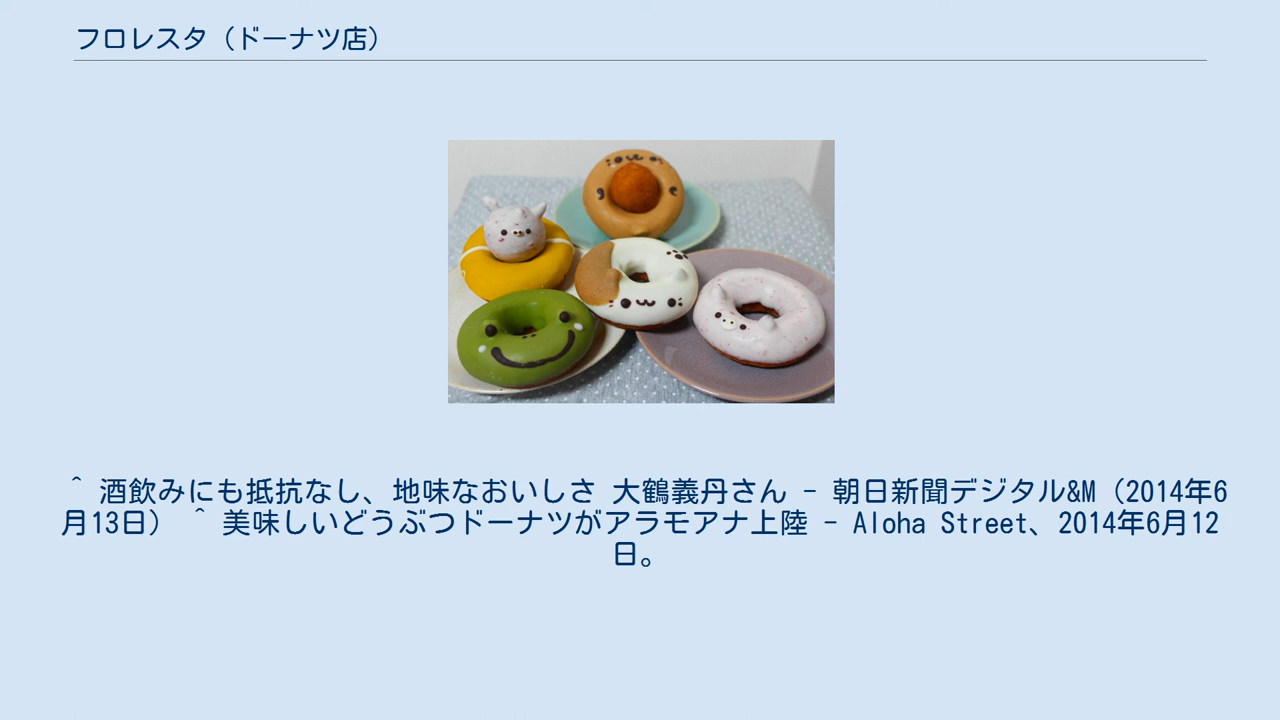 フロレスタ（ドーナツ店）
^ 酒飲みにも抵抗なし、地味なおいしさ 大鶴義丹さん - 朝日新聞デジタル&M（2014年6
月13日） ^ 美味しいどうぶつドーナツがアラモアナ上陸 - Aloha Street、2014年6月12
日。